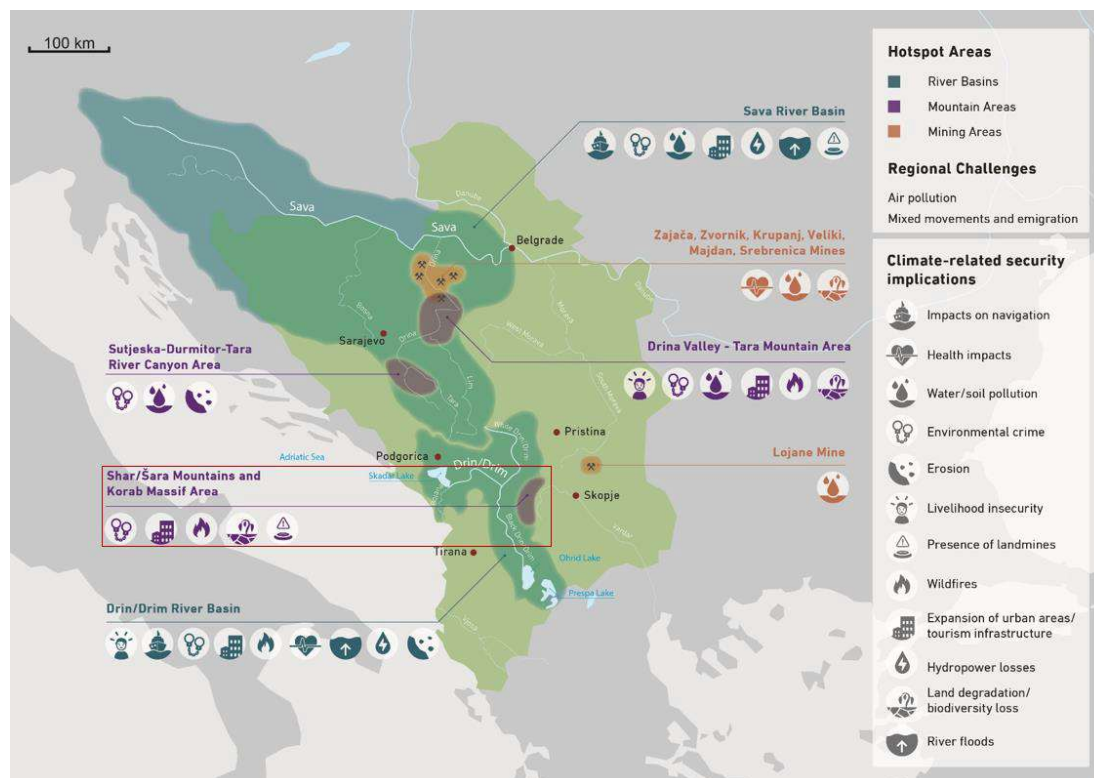 100 km
Hotspot Areas
River Basins
Mountain Areas
Mining Areas
Regional Challenges
Air pollution
Mixed movements and emigration
Climate-related security
implications
Impacts on navigation
Health impacts
Water/soil pollution
Environmental crime
Erosion
Livelihood insecurity
Presence of landmines
Wildfires
Expansion of urban areas/
tourism infrastructure
Hydropower losses
Land degradation/
biodiversity loss
River floods
Sava River Basin
Danube
Sava
Sava
Belgrade
Zajača, Zvornik, Krupanj, Veliki,
Majdan, Srebrenica Mines
Drina
Danube
Morava
Bosna
West Morava
Sarajevo
Drina
Drina Valley - Tara Mountain Area
Sutjeska-Durmitor-Tara
River Canyon Area
Lim
Tara
South Morava
White Drin/Drim
Pristina
Podgorica
Adriatic Sea
Drin/Drim
Lojane Mine
Shar/Šara Mountains and
Korab Massif Area
Skadar Lake
Skopje
Black Drin/Drim
Vardar
Tirana
Ohrid Lake
Prespa Lake
Drin/Drim River Basin